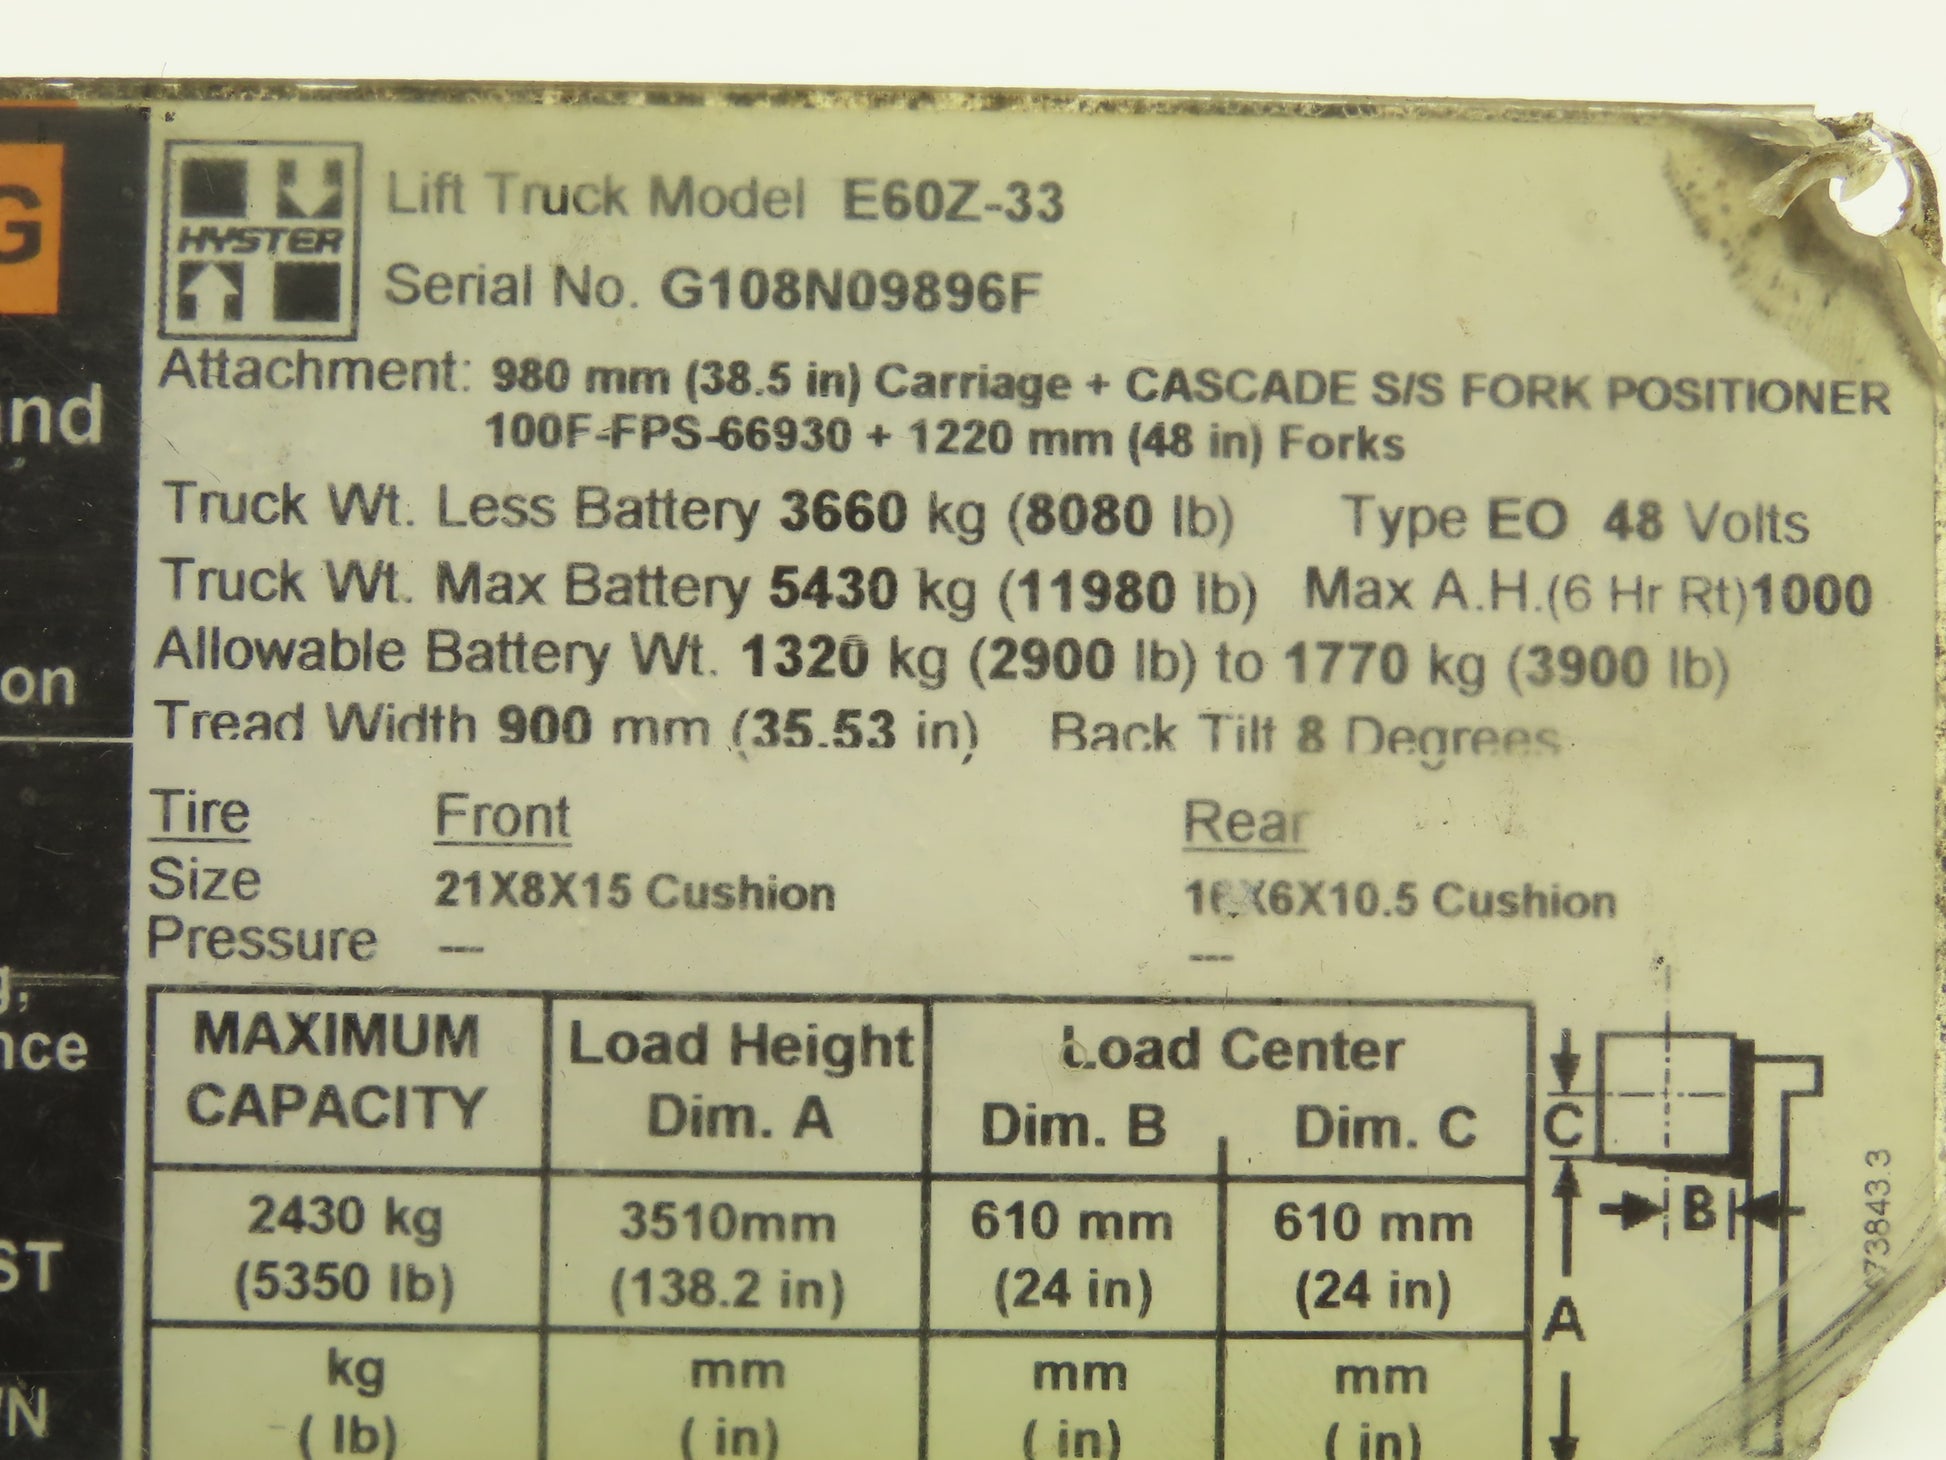 G
and
on
g,
nce
ST
WN
HYSTER
Lift Truck Model E60Z-33
Serial No. G108N09896F
Attachment: 980 mm (38.5 in) Carriage + CASCADE S/S FORK POSITIONER
100F-FPS-66930 + 1220 mm (48 in) Forks
Truck Wt. Less Battery 3660 kg (8080 lb) Type EO 48 Volts
Truck Wt. Max Battery 5430 kg (11980 lb) Max A.H.(6 Hr Rt)1000
Allowable Battery Wt. 1320 kg (2900 lb) to 1770 kg (3900 lb)
Tread Width 900 mm (35.53 in) Back Tilt 8 Degrees
Tire Front Rear
Size 21X8X15 Cushion 16X6X10.5 Cushion
Pressure --- ---
MAXIMUM CAPACITY
Load Height Dim. A
Load Center
Dim. B Dim. C
2430 kg 3510mm 610 mm 610 mm
(5350 lb) (138.2 in) (24 in) (24 in)
kg mm mm mm
( lb) ( in) ( in) ( in)
C
B
A
738433